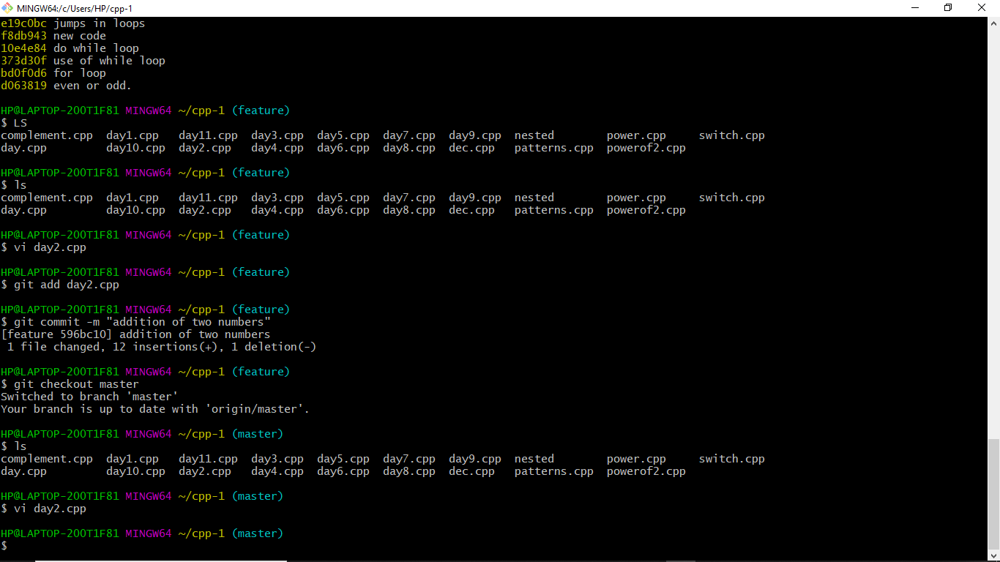 MINGW64:/c/Users/HP/cpp-1
e19c0bc jumps in loops
f8db943 new code
10e4e84 do while loop
373d30f use of while loop
bd0f0d6 for loop
d063819 even or odd.
HP@LAPTOP-200T1F81 MINGW64 ~/cpp-1 (feature)
$ LS
complement.cpp  day1.cpp   day11.cpp  day3.cpp  day5.cpp  day7.cpp  day9.cpp  nested        power.cpp     switch.cpp
day.cpp         day10.cpp  day2.cpp   day4.cpp  day6.cpp  day8.cpp  dec.cpp   patterns.cpp  powerof2.cpp
HP@LAPTOP-200T1F81 MINGW64 ~/cpp-1 (feature)
$ ls
complement.cpp  day1.cpp   day11.cpp  day3.cpp  day5.cpp  day7.cpp  day9.cpp  nested        power.cpp     switch.cpp
day.cpp         day10.cpp  day2.cpp   day4.cpp  day6.cpp  day8.cpp  dec.cpp   patterns.cpp  powerof2.cpp
HP@LAPTOP-200T1F81 MINGW64 ~/cpp-1 (feature)
$ vi day2.cpp
HP@LAPTOP-200T1F81 MINGW64 ~/cpp-1 (feature)
$ git add day2.cpp
HP@LAPTOP-200T1F81 MINGW64 ~/cpp-1 (feature)
$ git commit -m "addition of two numbers"
[feature 596bc10] addition of two numbers
 1 file changed, 12 insertions(+), 1 deletion(-)
HP@LAPTOP-200T1F81 MINGW64 ~/cpp-1 (feature)
$ git checkout master
Switched to branch 'master'
Your branch is up to date with 'origin/master'.
HP@LAPTOP-200T1F81 MINGW64 ~/cpp-1 (master)
$ ls
complement.cpp  day1.cpp   day11.cpp  day3.cpp  day5.cpp  day7.cpp  day9.cpp  nested        power.cpp     switch.cpp
day.cpp         day10.cpp  day2.cpp   day4.cpp  day6.cpp  day8.cpp  dec.cpp   patterns.cpp  powerof2.cpp
HP@LAPTOP-200T1F81 MINGW64 ~/cpp-1 (master)
$ vi day2.cpp
HP@LAPTOP-200T1F81 MINGW64 ~/cpp-1 (master)
$